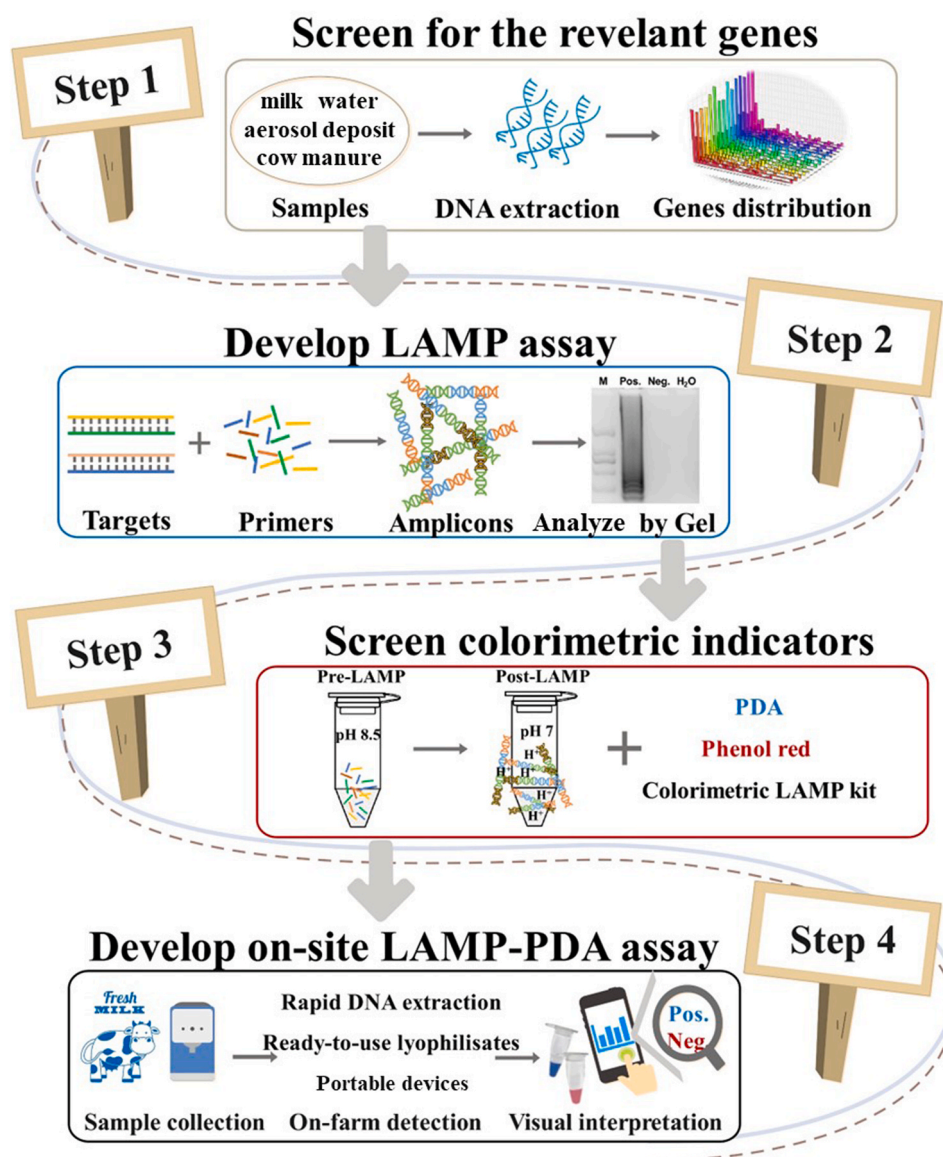 Screen for the revelant genes
Step 1
milk water
aerosol deposit
cow manure
Samples
DNA extraction
Genes distribution
Step 2
Develop LAMP assay
M Pos. Neg. H₂O
Targets
Primers
Amplicons
Analyze by Gel
Step 3
Screen colorimetric indicators
Pre-LAMP
Post-LAMP
pH 8.5
pH 7
H⁺
H⁺ H⁺
H⁺
H⁺
PDA
Phenol red
Colorimetric LAMP kit
Step 4
Develop on-site LAMP-PDA assay
Fresh
MILK
Rapid DNA extraction
Ready-to-use lyophilisates
Portable devices
Pos.
Neg.
Sample collection
On-farm detection
Visual interpretation